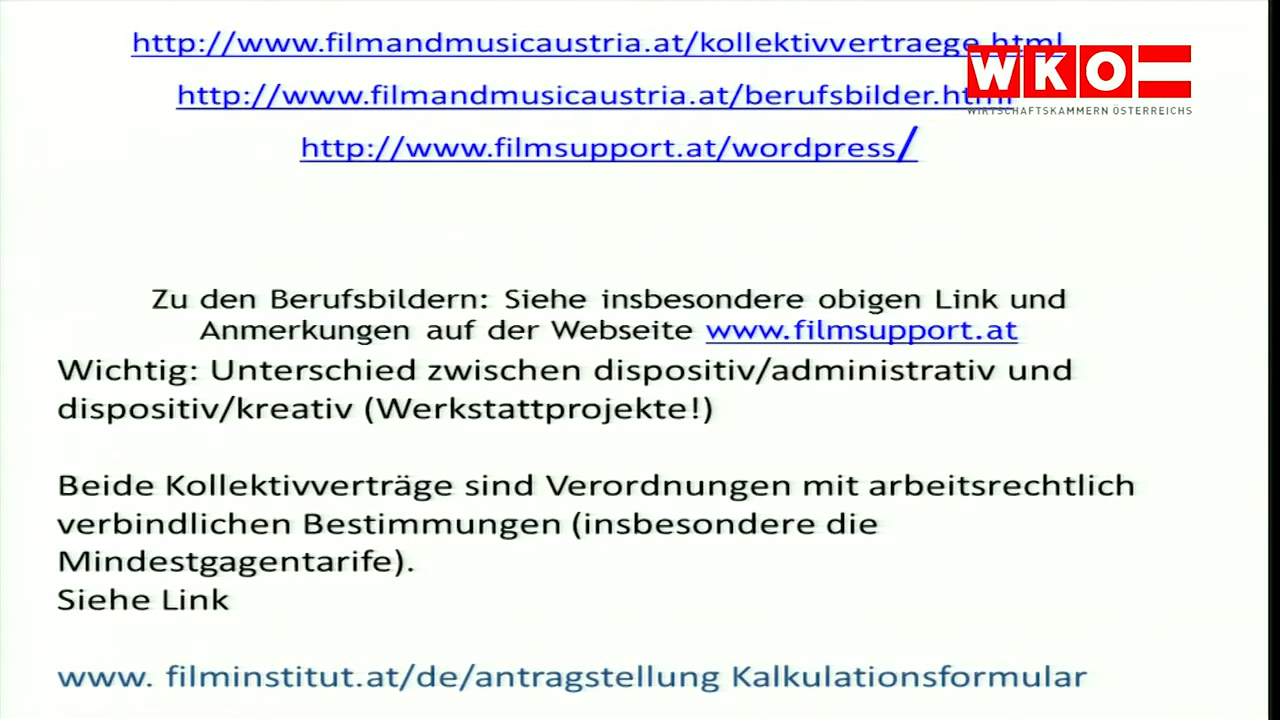 http://www.filmandmusicaustria.at/kollektivvertraege.html
WKO
http://www.filmandmusicaustria.at/berufsbilder.html
WIRTSCHAFTSKAMMERN ÖSTERREICHS
http://www.filmsupport.at/wordpress/
Zu den Berufsbildern: Siehe insbesondere obigen Link und
Anmerkungen auf der Webseite www.filmsupport.at
Wichtig: Unterschied zwischen dispositiv/administrativ und
dispositiv/kreativ (Werkstattprojekte!)
Beide Kollektivverträge sind Verordnungen mit arbeitsrechtlich
verbindlichen Bestimmungen (insbesondere die
Mindestgagentarife).
Siehe Link
www. filminstitut.at/de/antragstellung Kalkulationsformular